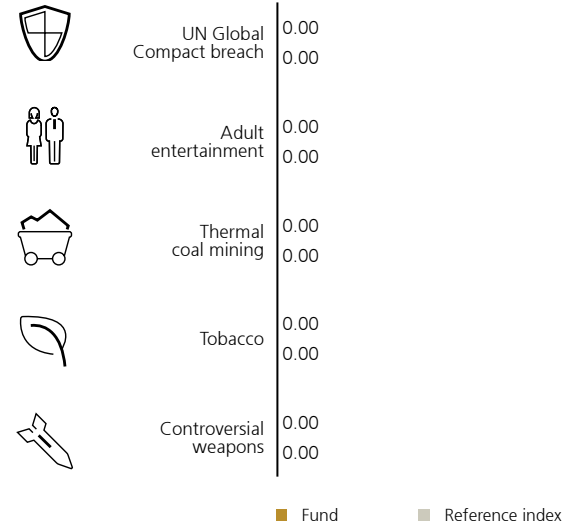 UN Global
Compact breach
0.00
0.00
Adult
entertainment
0.00
0.00
Thermal
coal mining
0.00
0.00
Tobacco
0.00
0.00
Controversial
weapons
0.00
0.00
Fund
Reference index